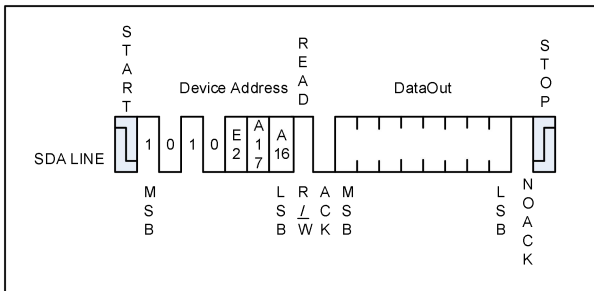 START
READ
STOP
Device Address
DataOut
SDA LINE
1 0 1 0 E2 A17 A16
MSB
LSB
R/W
ACK
MSB
LSB
NOACK